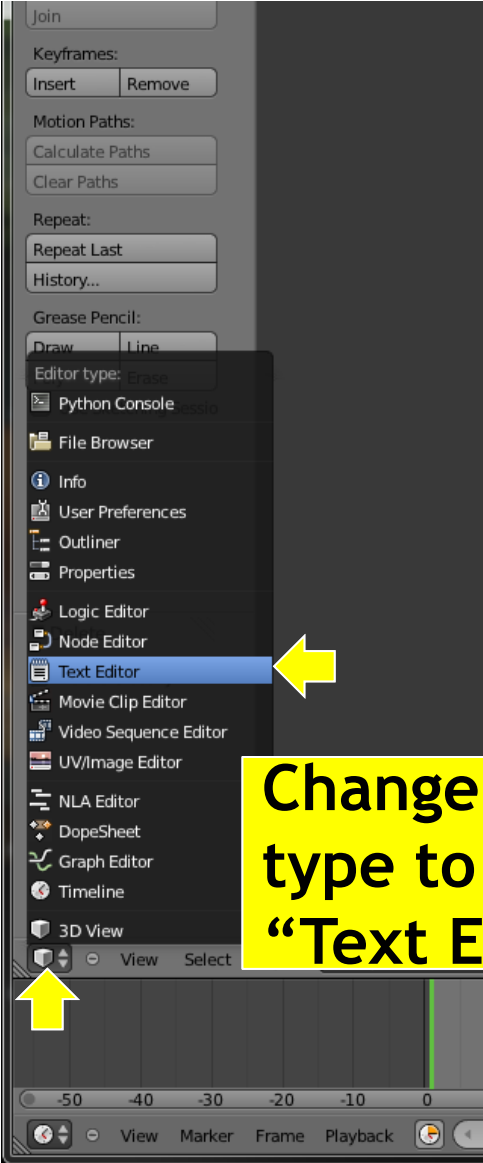 Join
Keyframes:
Insert Remove
Motion Paths:
Calculate Paths
Clear Paths
Repeat:
Repeat Last
History...
Grease Pencil:
Draw Line
Editor type:
Erase
Python Console
File Browser
Info
User Preferences
Outliner
Properties
Logic Editor
Node Editor
Text Editor
Movie Clip Editor
Video Sequence Editor
UV/Image Editor
NLA Editor
DopeSheet
Graph Editor
Timeline
3D View
Change
type to
“Text E
View Select
-50 -40 -30 -20 -10 0
View Marker Frame Playback